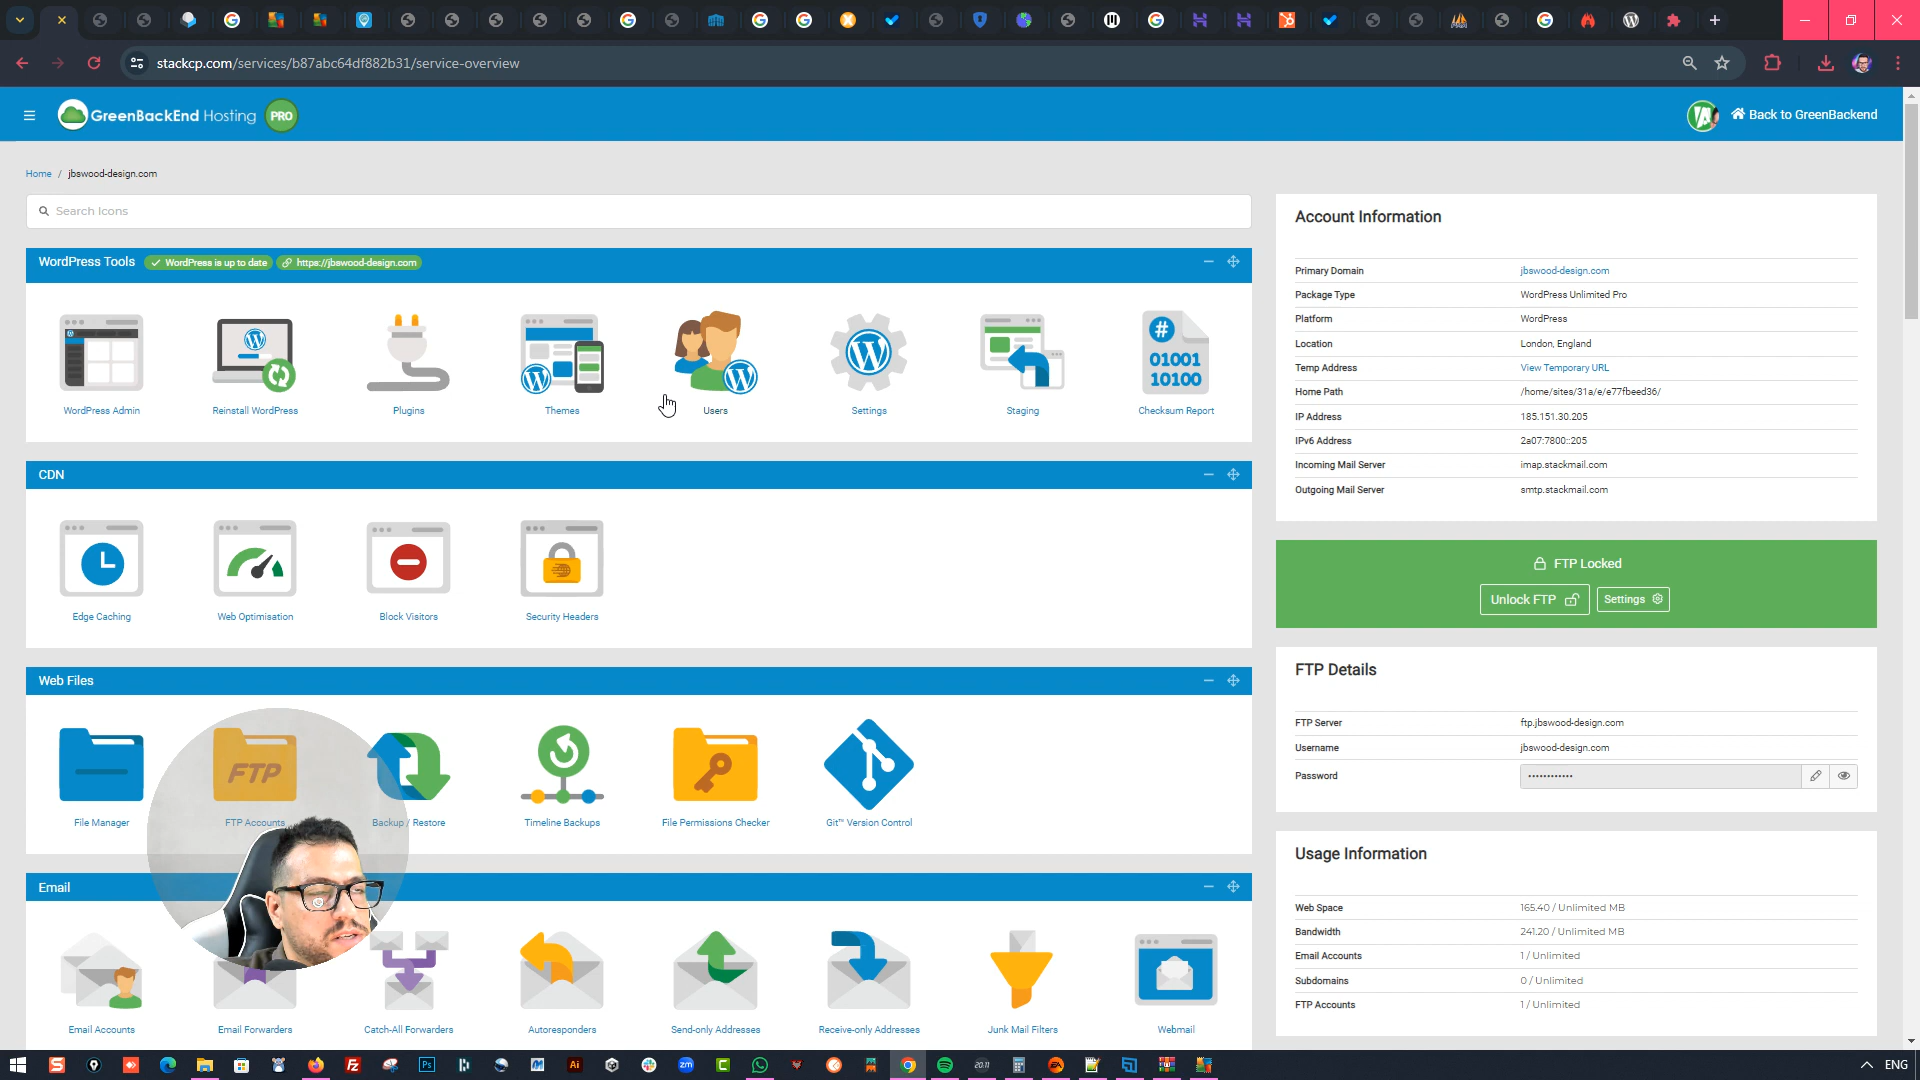 stackcp.com/services/b87abc64df882b31/service-overview
GreenBackEnd Hosting PRO
Back to GreenBackend
Home / jbswood-design.com
Search Icons
WordPress Tools
WordPress is up to date
https://jbswood-design.com
WordPress Admin
Reinstall WordPress
Plugins
Themes
Users
Settings
Staging
#
01001
10100
Checksum Report
CDN
Edge Caching
Web Optimisation
Block Visitors
Security Headers
Web Files
File Manager
FTP
FTP Accounts
Backup / Restore
Timeline Backups
File Permissions Checker
Git™ Version Control
Email
Email Accounts
Email Forwarders
Catch-All Forwarders
Autoresponders
Send-only Addresses
Receive-only Addresses
Junk Mail Filters
Webmail
Account Information
Primary Domain jbswood-design.com
Package Type WordPress Unlimited Pro
Platform WordPress
Location London, England
Temp Address View Temporary URL
Home Path /home/sites/31a/e/e77fbeed36/
IP Address 185.151.30.205
IPv6 Address 2a07:7800::205
Incoming Mail Server imap.stackmail.com
Outgoing Mail Server smtp.stackmail.com
FTP Locked
Unlock FTP
Settings
FTP Details
FTP Server ftp.jbswood-design.com
Username jbswood-design.com
Password ••••••••••••
Usage Information
Web Space 165.40 / Unlimited MB
Bandwidth 241.20 / Unlimited MB
Email Accounts 1 / Unlimited
Subdomains 0 / Unlimited
FTP Accounts 1 / Unlimited
ENG